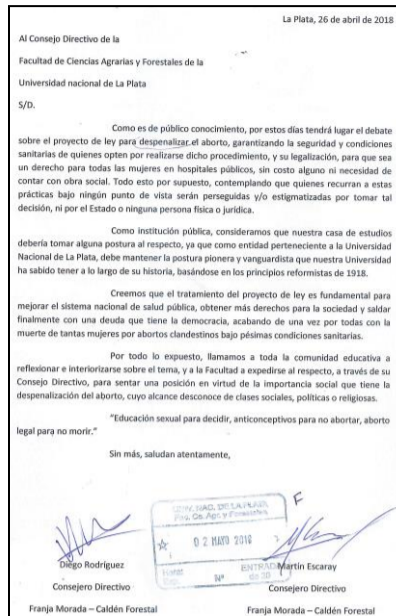 La Plata, 26 de abril de 2018
Al Consejo Directivo de la
Facultad de Ciencias Agrarias y Forestales de la
Universidad nacional de La Plata
S/D.
Como es de público conocimiento, por estos días tendrá lugar el debate
sobre el proyecto de ley para despenalizar el aborto, garantizando la seguridad y condiciones
sanitarias de quienes opten por realizarse dicho procedimiento, y su legalización, para que sea
un derecho para todas las mujeres en hospitales públicos, sin costo alguno ni necesidad de
contar con obra social. Todo esto por supuesto, contemplando que quienes recurran a estas
prácticas bajo ningún punto de vista serán perseguidas y/o estigmatizadas por tomar tal
decisión, ni por el Estado o ninguna persona física o jurídica.
Como institución pública, consideramos que nuestra casa de estudios
debería tomar alguna postura al respecto, ya que como entidad perteneciente a la Universidad
Nacional de La Plata, debe mantener la postura pionera y vanguardista que nuestra Universidad
ha sabido tener a lo largo de su historia, basándose en los principios reformistas de 1918.
Creemos que el tratamiento del proyecto de ley es fundamental para
mejorar el sistema nacional de salud pública, obtener más derechos para la sociedad y saldar
finalmente con una deuda que tiene la democracia, acabando de una vez por todas con la
muerte de tantas mujeres por abortos clandestinos bajo pésimas condiciones sanitarias.
Por todo lo expuesto, llamamos a toda la comunidad educativa a
reflexionar e interiorizarse sobre el tema, y a la Facultad a expedirse al respecto, a través de su
Consejo Directivo, para sentar una posición en virtud de la importancia social que tiene la
despenalización del aborto, cuyo alcance desconoce de clases sociales, políticas o religiosas.
"Educación sexual para decidir, anticonceptivos para no abortar, aborto
legal para no morir."
Sin más, saludan atentamente,
F
UNIV. NAC. DE LA PLATA
Fac. Cs. Agr. y Forestales
02 MAYO 2018
ENTRADA
Nº
Diego Rodríguez
Martín Escaray
Consejero Directivo
Consejero Directivo
Franja Morada – Caldén Forestal
Franja Morada – Caldén Forestal